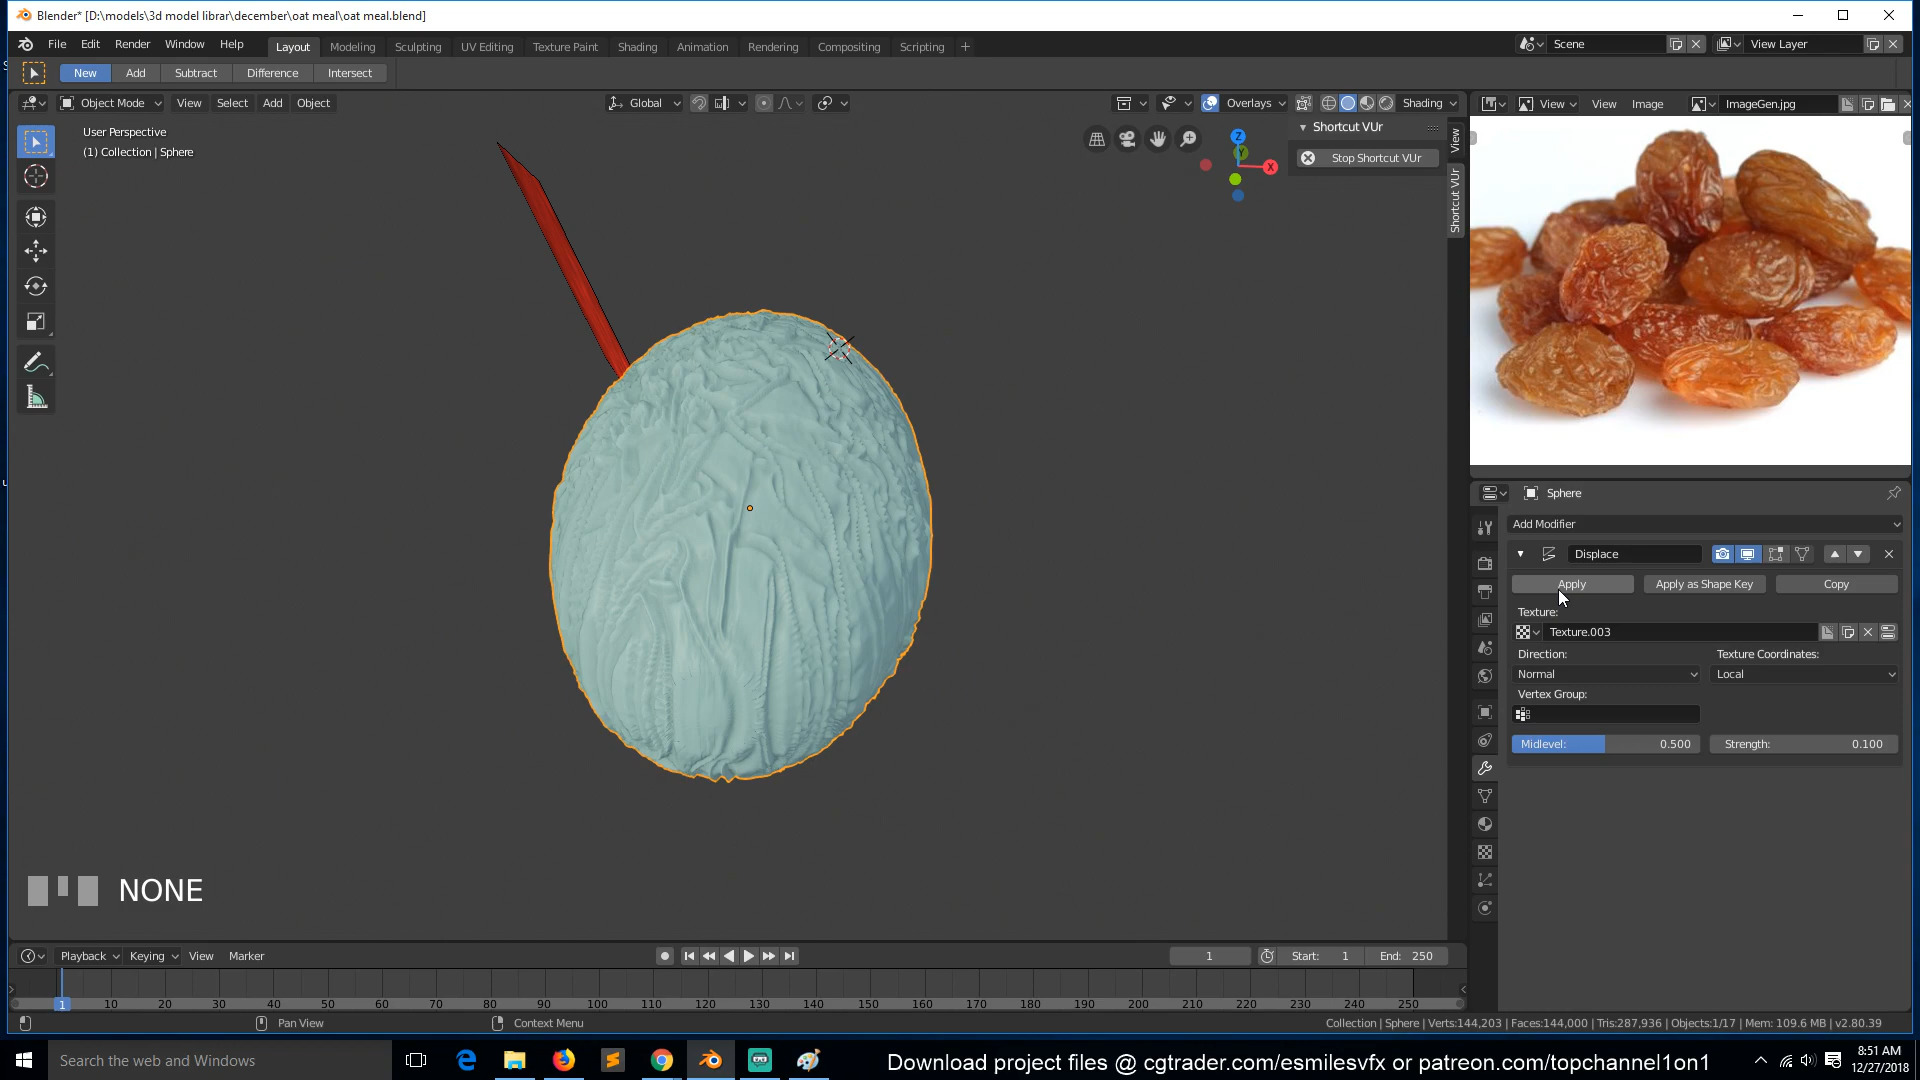 Blender* [D:\models\3d model librar\december\oat meal\oat meal.blend]
File Edit Render Window Help Layout Modeling Sculpting UV Editing Texture Paint Shading Animation Rendering Compositing Scripting + Scene View Layer
New Add Subtract Difference Intersect
Object Mode View Select Add Object Global Overlays Shading View View Image ImageGen.jpg
User Perspective
(1) Collection | Sphere
Z
X
Shortcut VUr
Stop Shortcut VUr
View
Shortcut VUr
Sphere
Add Modifier
Displace
Apply Apply as Shape Key Copy
Texture:
Texture.003
Direction: Texture Coordinates:
Normal Local
Vertex Group:
Midlevel: 0.500 Strength: 0.100
NONE
Playback Keying View Marker 1 Start: 1 End: 250
1 10 20 30 40 50 60 70 80 90 100 110 120 130 140 150 160 170 180 190 200 210 220 230 240 250
Pan View Context Menu Collection | Sphere | Verts:144,203 | Faces:144,000 | Tris:287,936 | Objects:1/17 | Mem: 109.6 MB | v2.80.39
Search the web and Windows
Download project files @ cgtrader.com/esmilesvfx or patreon.com/topchannel1on1
8:51 AM
12/27/2018